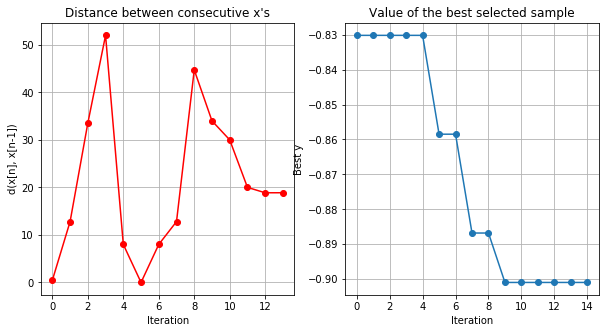 Distance between consecutive x's
d(x[n], x[n-1])
50
40
30
20
10
0
0 2 4 6 8 10 12
Iteration
Value of the best selected sample
Best y
−0.83
−0.84
−0.85
−0.86
−0.87
−0.88
−0.89
−0.90
0 2 4 6 8 10 12 14
Iteration